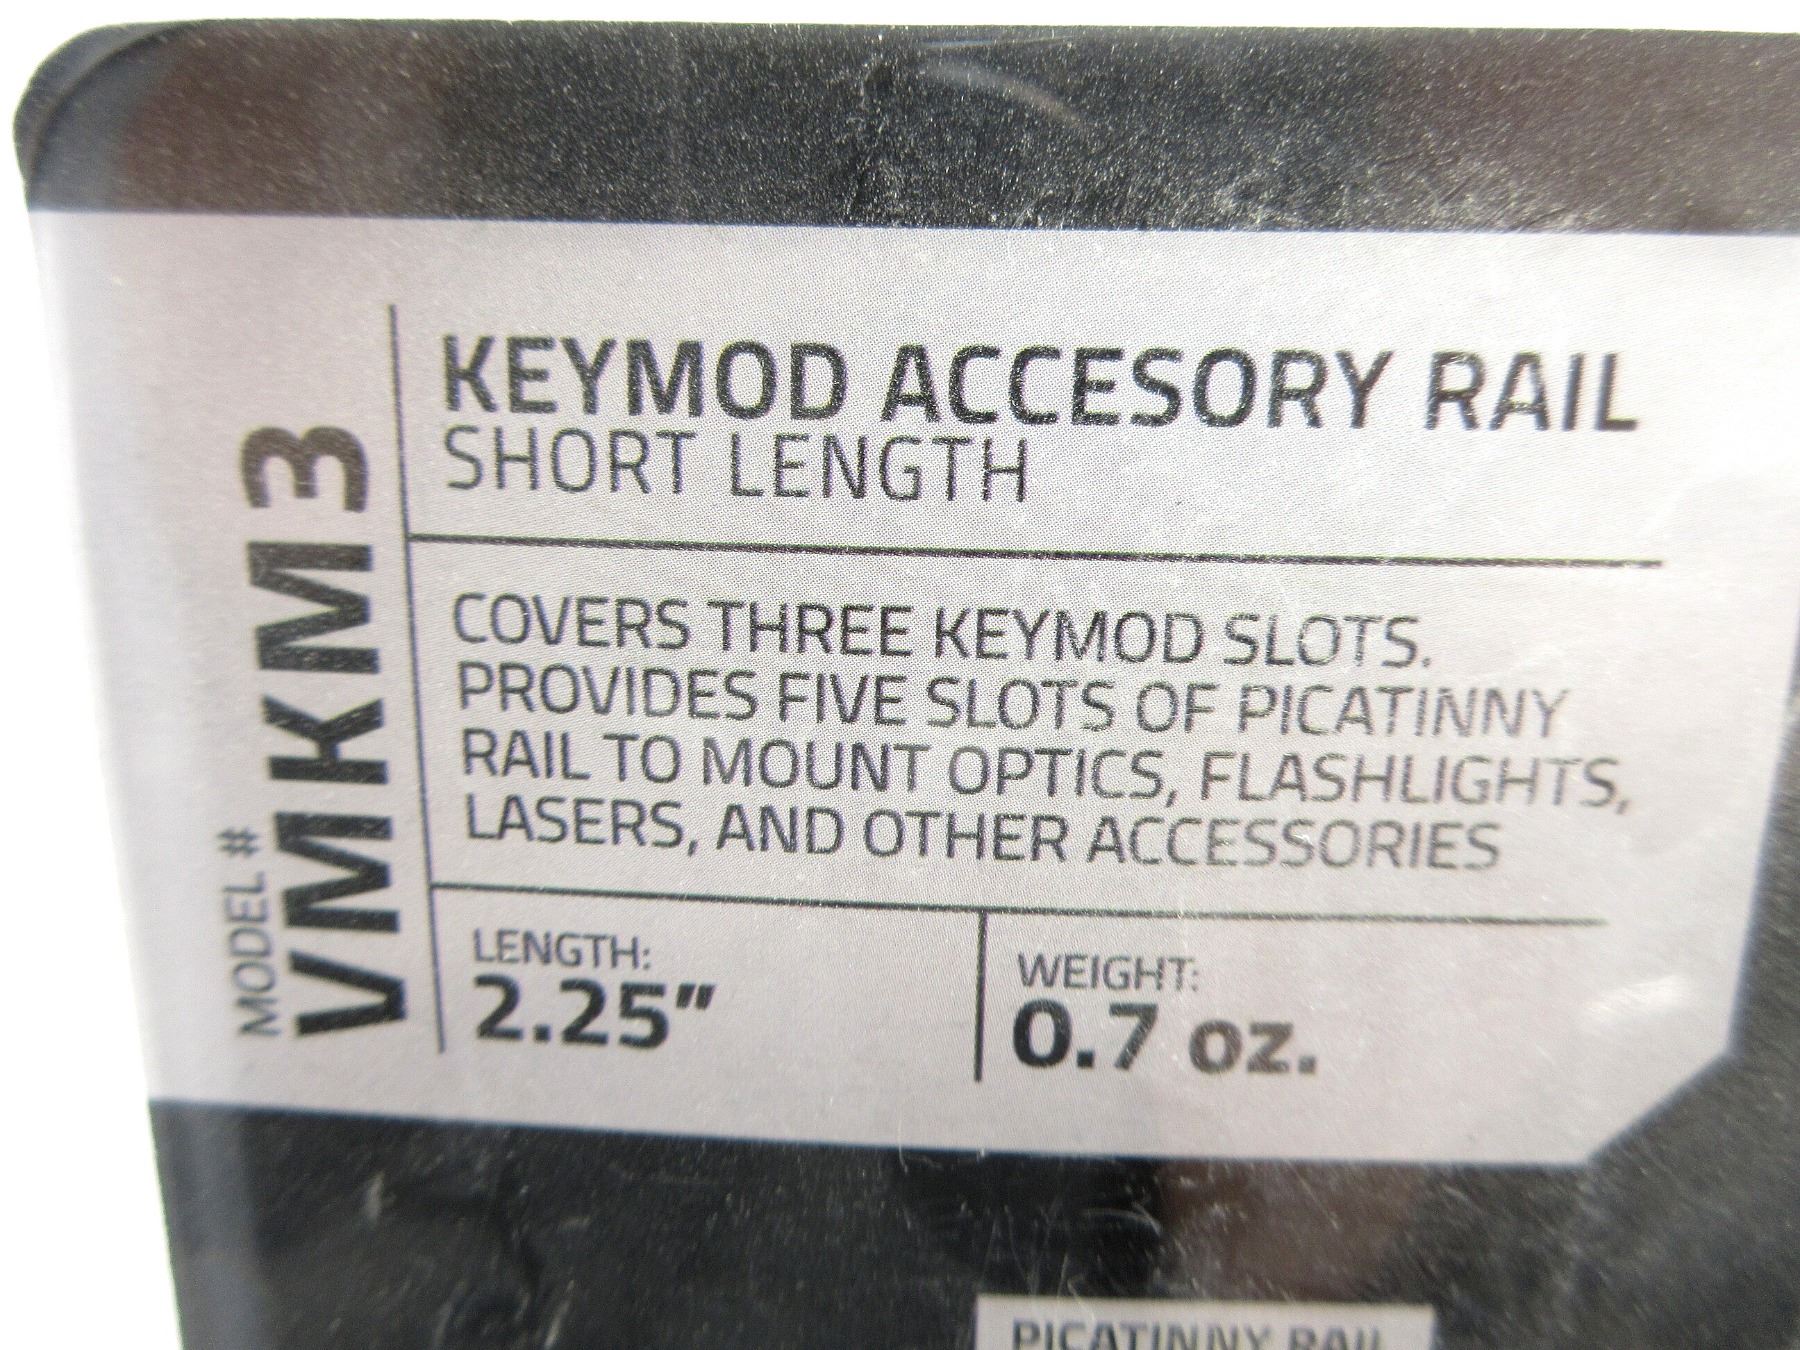 MODEL #
VMKM3
KEYMOD ACCESORY RAIL
SHORT LENGTH
COVERS THREE KEYMOD SLOTS.
PROVIDES FIVE SLOTS OF PICATINNY
RAIL TO MOUNT OPTICS, FLASHLIGHTS,
LASERS, AND OTHER ACCESSORIES
LENGTH:
2.25"
WEIGHT:
0.7 oz.
PICATINNY RAIL